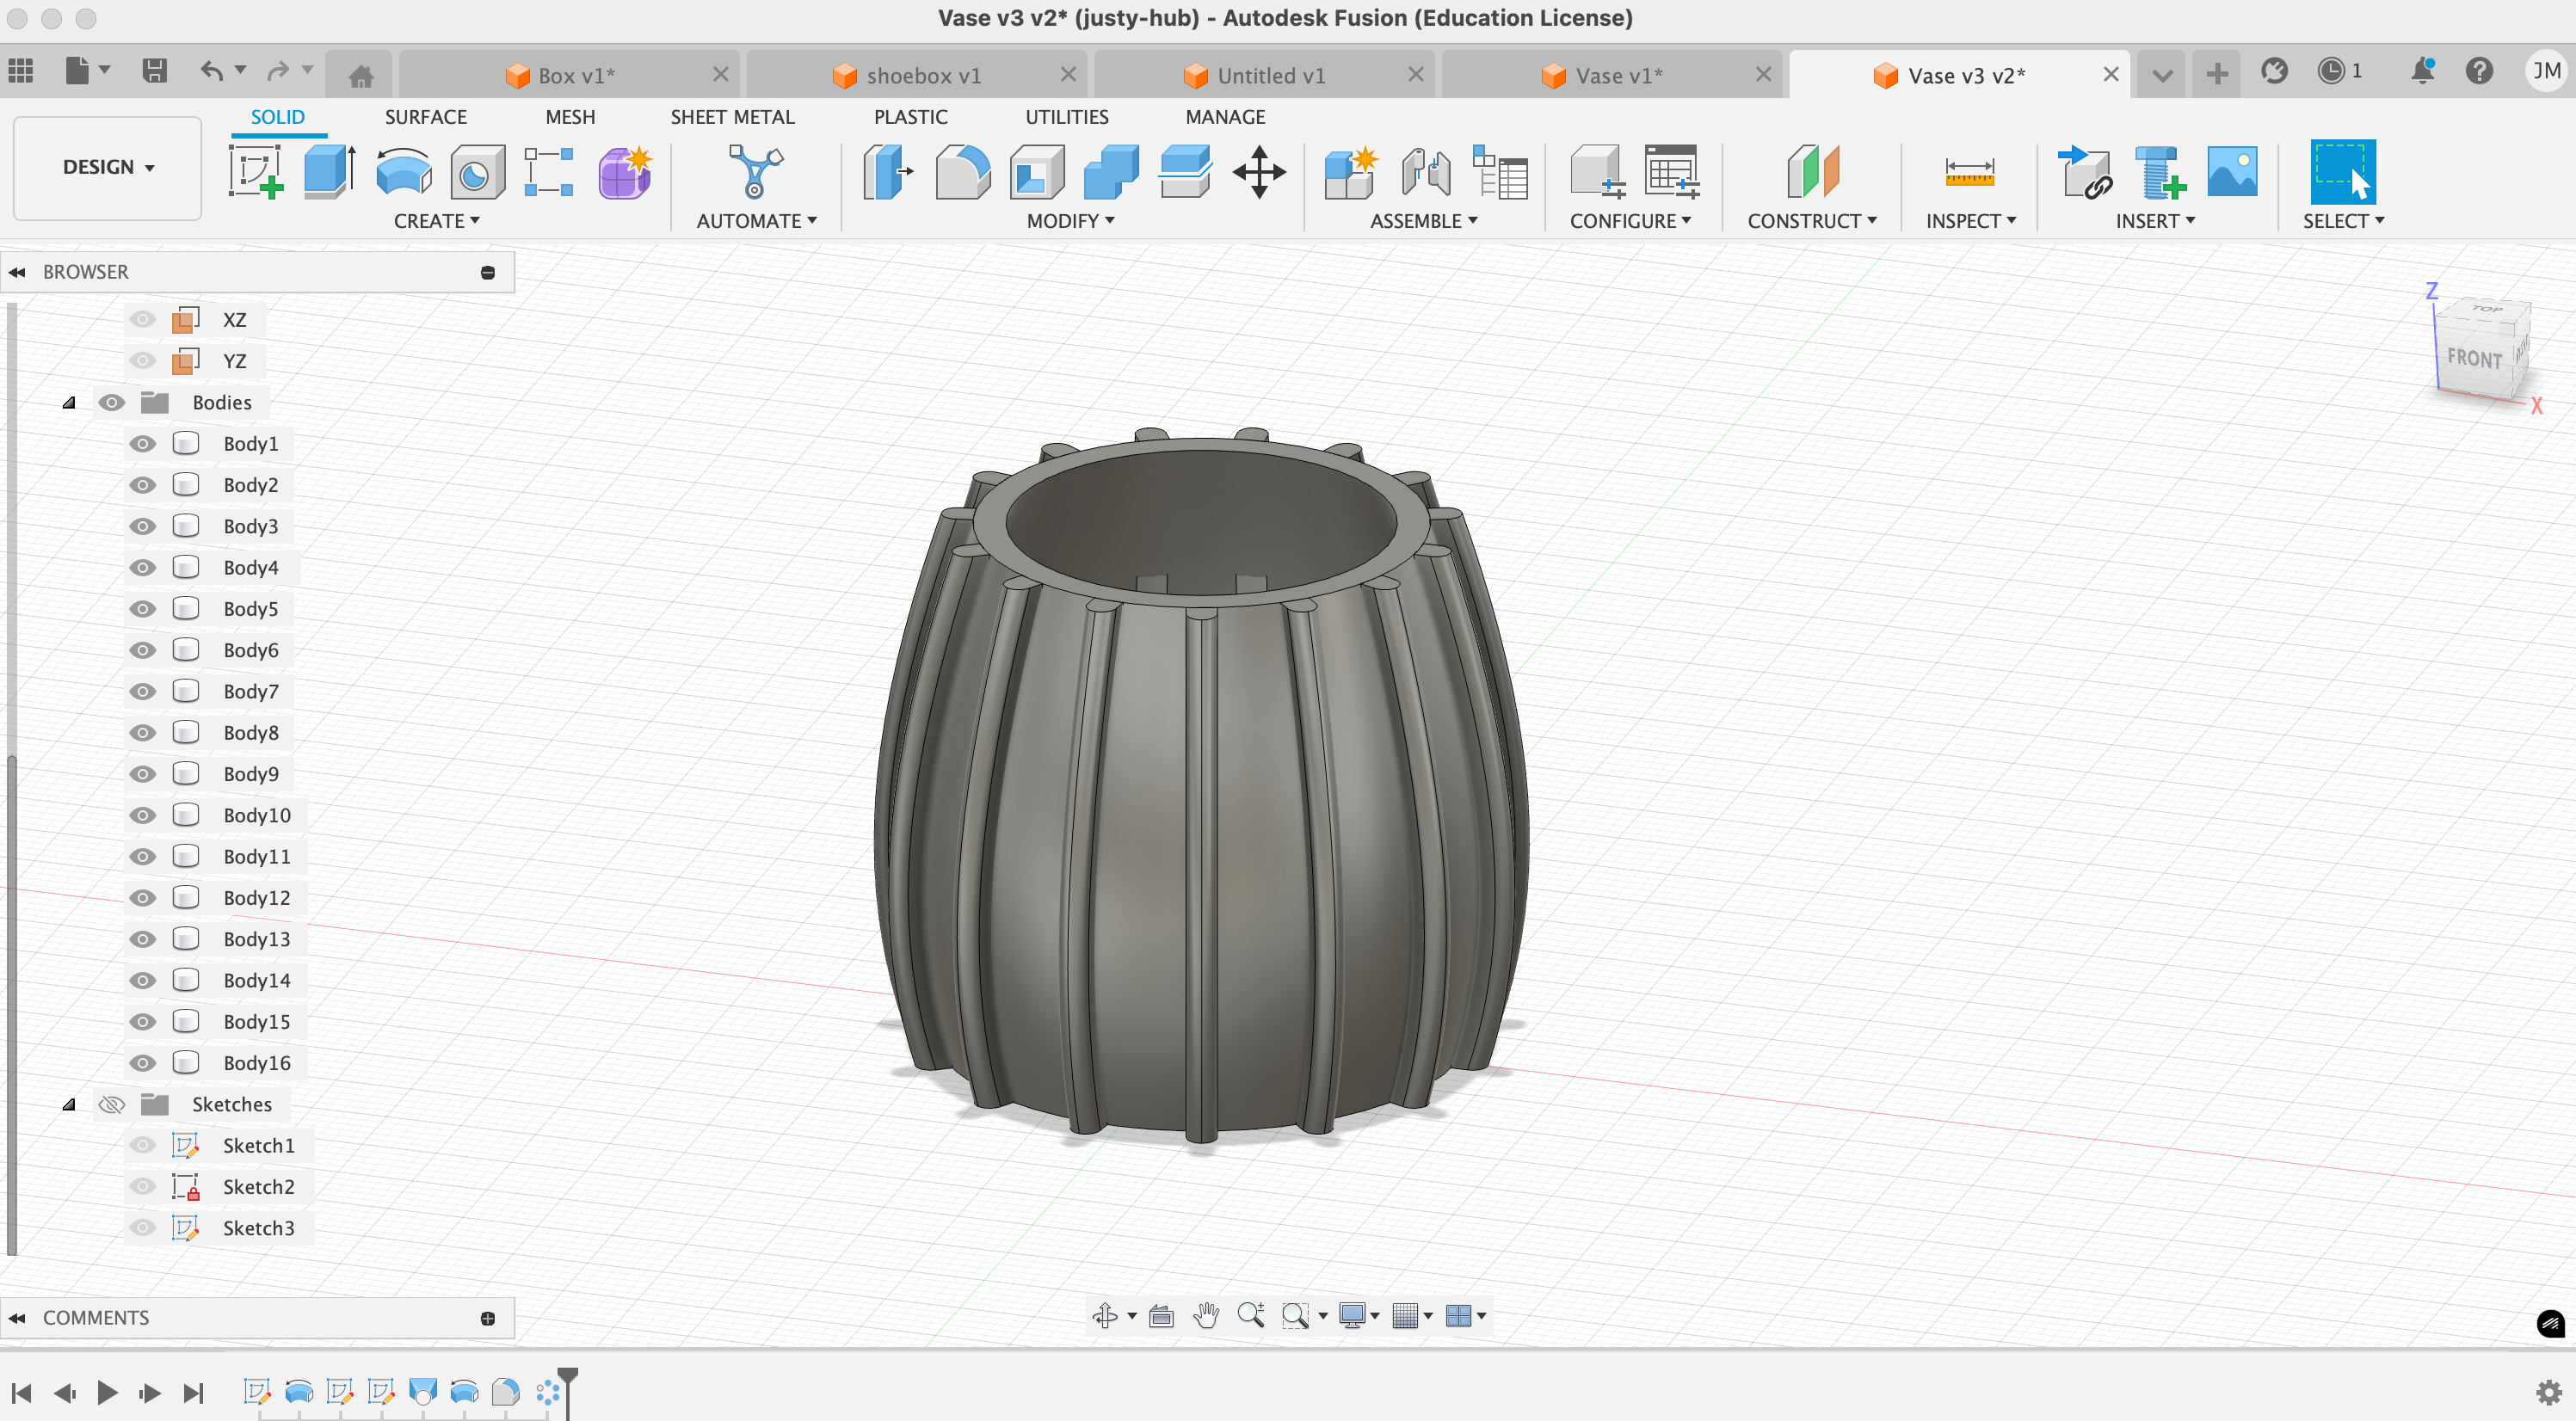 Vase v3 v2* (justy-hub) - Autodesk Fusion (Education License)
Box v1*
shoebox v1
Untitled v1
Vase v1*
Vase v3 v2*
1
JM
DESIGN
SOLID
SURFACE
MESH
SHEET METAL
PLASTIC
UTILITIES
MANAGE
CREATE
AUTOMATE
MODIFY
ASSEMBLE
CONFIGURE
CONSTRUCT
INSPECT
INSERT
SELECT
BROWSER
XZ
YZ
Bodies
Body1
Body2
Body3
Body4
Body5
Body6
Body7
Body8
Body9
Body10
Body11
Body12
Body13
Body14
Body15
Body16
Sketches
Sketch1
Sketch2
Sketch3
Z
TOP
FRONT
X
COMMENTS